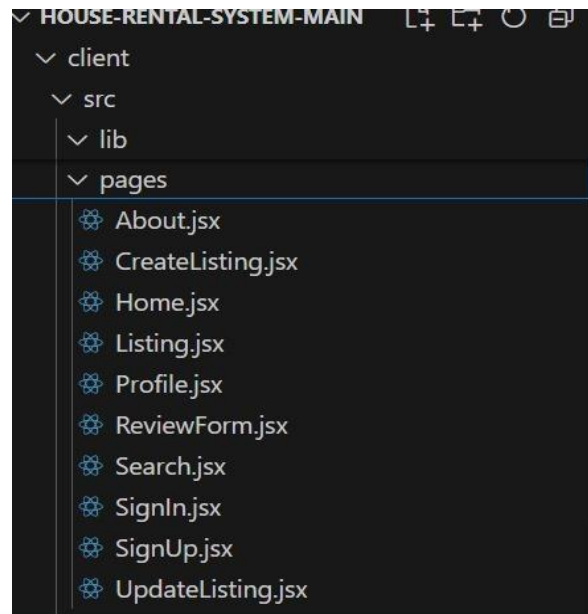 HOUSE-RENTAL-SYSTEM-MAIN
client
src
lib
pages
About.jsx
CreateListing.jsx
Home.jsx
Listing.jsx
Profile.jsx
ReviewForm.jsx
Search.jsx
SignIn.jsx
SignUp.jsx
UpdateListing.jsx